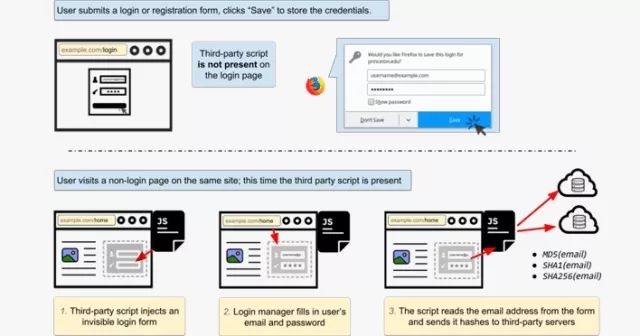 User submits a login or registration form, clicks “Save” to store the credentials.
example.com/login
Third-party script
is not present on
the login page
Would you like Firefox to save this login for
princeton.edu?
username@example.com
Show password
Don't Save
Save
User visits a non-login page on the same site; this time the third party script is present
example.com/home
JS
example.com/home
JS
example.com/home
JS
MD5(email)
SHA1(email)
SHA256(email)
1. Third-party script injects an
invisible login form
2. Login manager fills in user's
email and password
3. The script reads the email address from the form
and sends it hashes to third-party servers